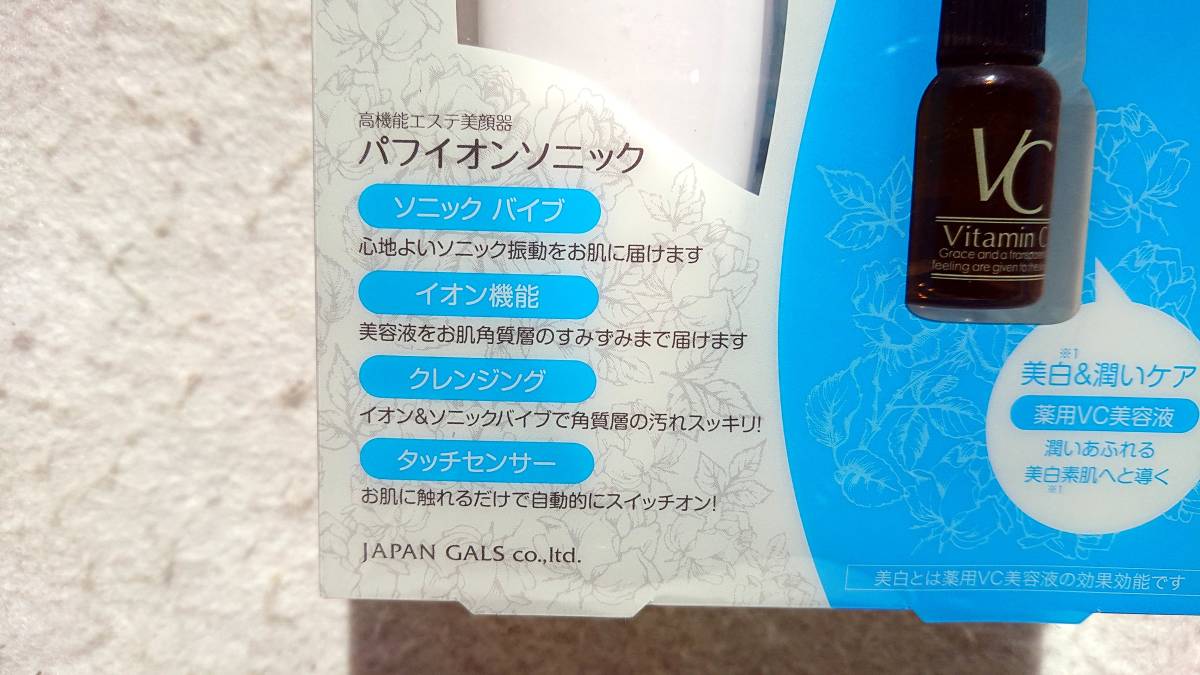 高機能エステ美顔器
パフイオンソニック
ソニック バイブ
心地よいソニック振動をお肌に届けます
イオン機能
美容液をお肌角質層のすみずみまで届けます
クレンジング
イオン&ソニックバイブで角質層の汚れスッキリ!
タッチセンサー
お肌に触れるだけで自動的にスイッチオン!
JAPAN GALS co.,ltd.
VC
Vitamin C
Grace and a
feeling are given to the
※1
美白&潤いケア
薬用VC美容液
潤いあふれる
美白素肌へと導く
※1
美白とは薬用VC美容液の効果効能です